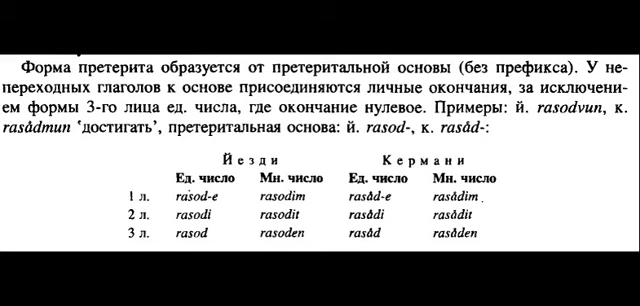 Форма претерита образуется от претеритальной основы (без префикса). У не-
переходных глаголов к основе присоединяются личные окончания, за исключени-
ем формы 3-го лица ед. числа, где окончание нулевое. Примеры: й. rasodvun, к.
rasådmun ‛достигать’, претеритальная основа: й. rasod-, к. rasåd-:
Йезди Кермани
Ед. число Мн. число Ед. число Мн. число
1 л. rasod-e rasodim rasåd-e rasådim
2 л. rasodi rasodit rasådi rasådit
3 л. rasod rasoden rasåd rasåden